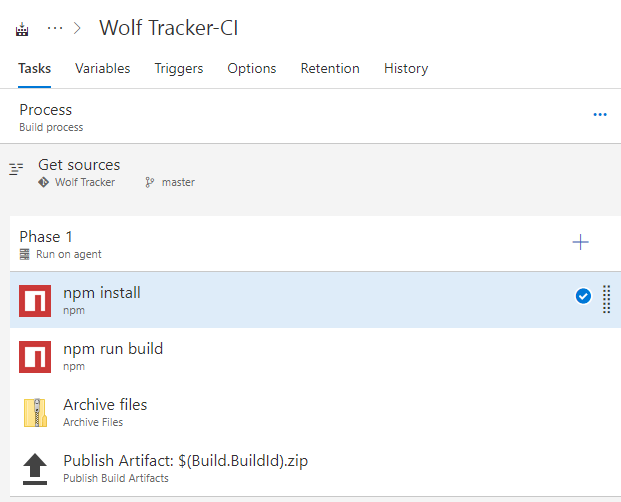 ... > Wolf Tracker-CI
Tasks Variables Triggers Options Retention History
Process
Build process
Get sources
Wolf Tracker master
Phase 1
Run on agent
npm install
npm
npm run build
npm
Archive files
Archive Files
Publish Artifact: $(Build.BuildId).zip
Publish Build Artifacts